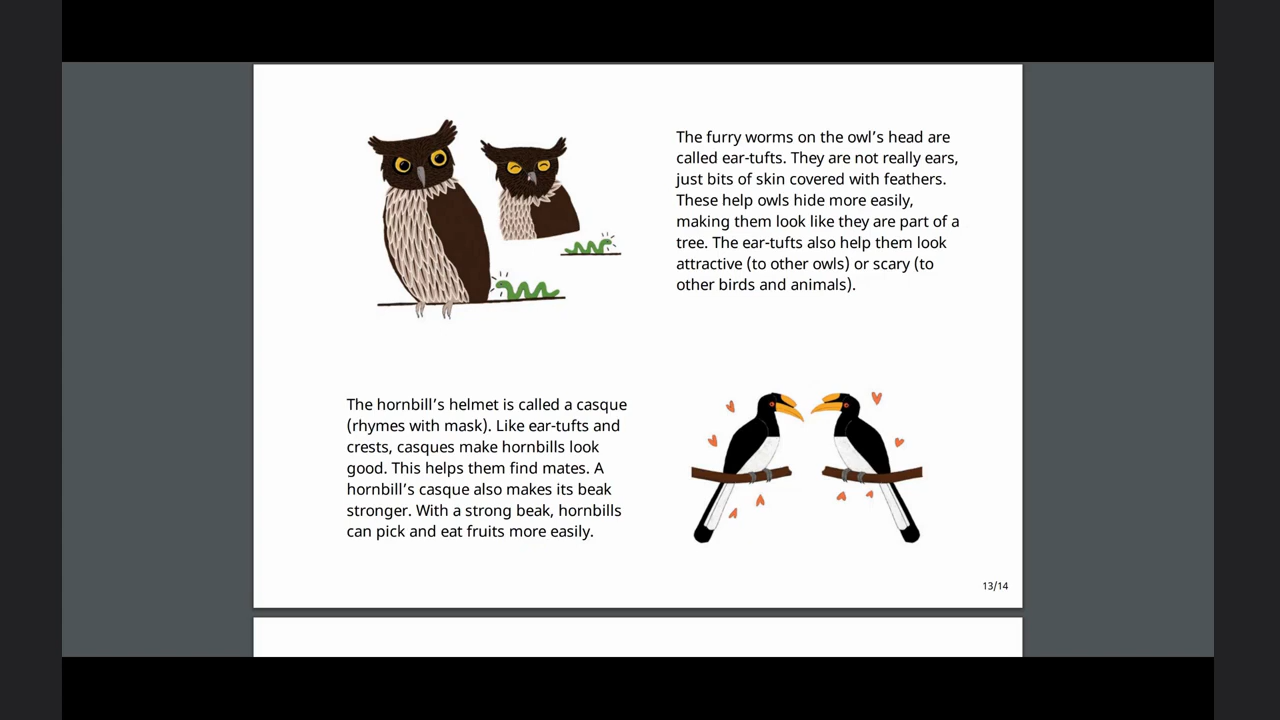 The furry worms on the owl’s head are
called ear-tufts. They are not really ears,
just bits of skin covered with feathers.
These help owls hide more easily,
making them look like they are part of a
tree. The ear-tufts also help them look
attractive (to other owls) or scary (to
other birds and animals).
The hornbill’s helmet is called a casque
(rhymes with mask). Like ear-tufts and
crests, casques make hornbills look
good. This helps them find mates. A
hornbill’s casque also makes its beak
stronger. With a strong beak, hornbills
can pick and eat fruits more easily.
13/14